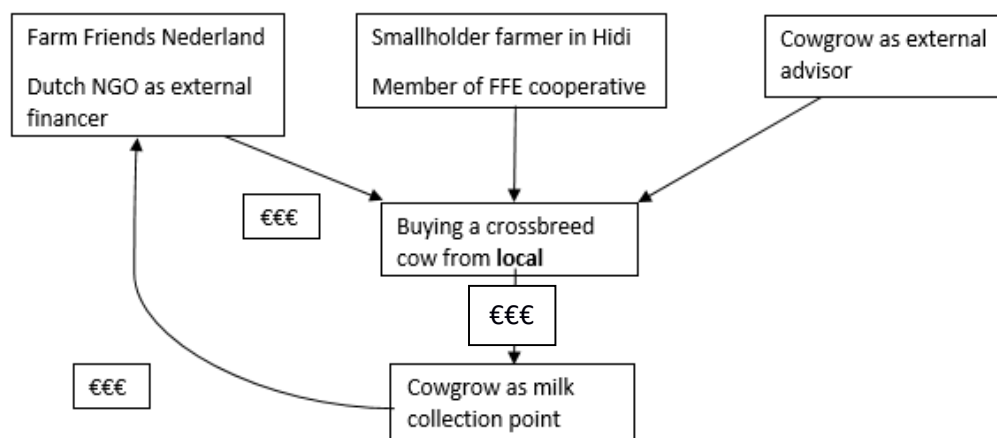 Farm Friends Nederland
Dutch NGO as external
financer
Smallholder farmer in Hidi
Member of FFE cooperative
Cowgrow as external
advisor
€€€
Buying a crossbreed
cow from local
€€€
€€€
Cowgrow as milk
collection point